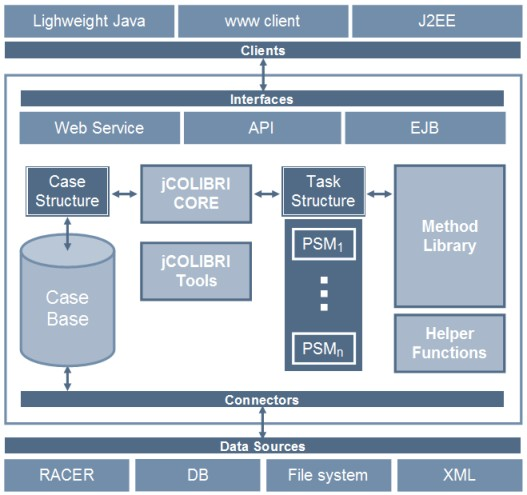 Lighweight Java
www client
J2EE
Clients
Interfaces
Web Service
API
EJB
Case
Structure
jCOLIBRI
CORE
Task
Structure
Method
Library
Case
Base
jCOLIBRI
Tools
PSM1
PSMn
Helper
Functions
Connectors
Data Sources
RACER
DB
File system
XML